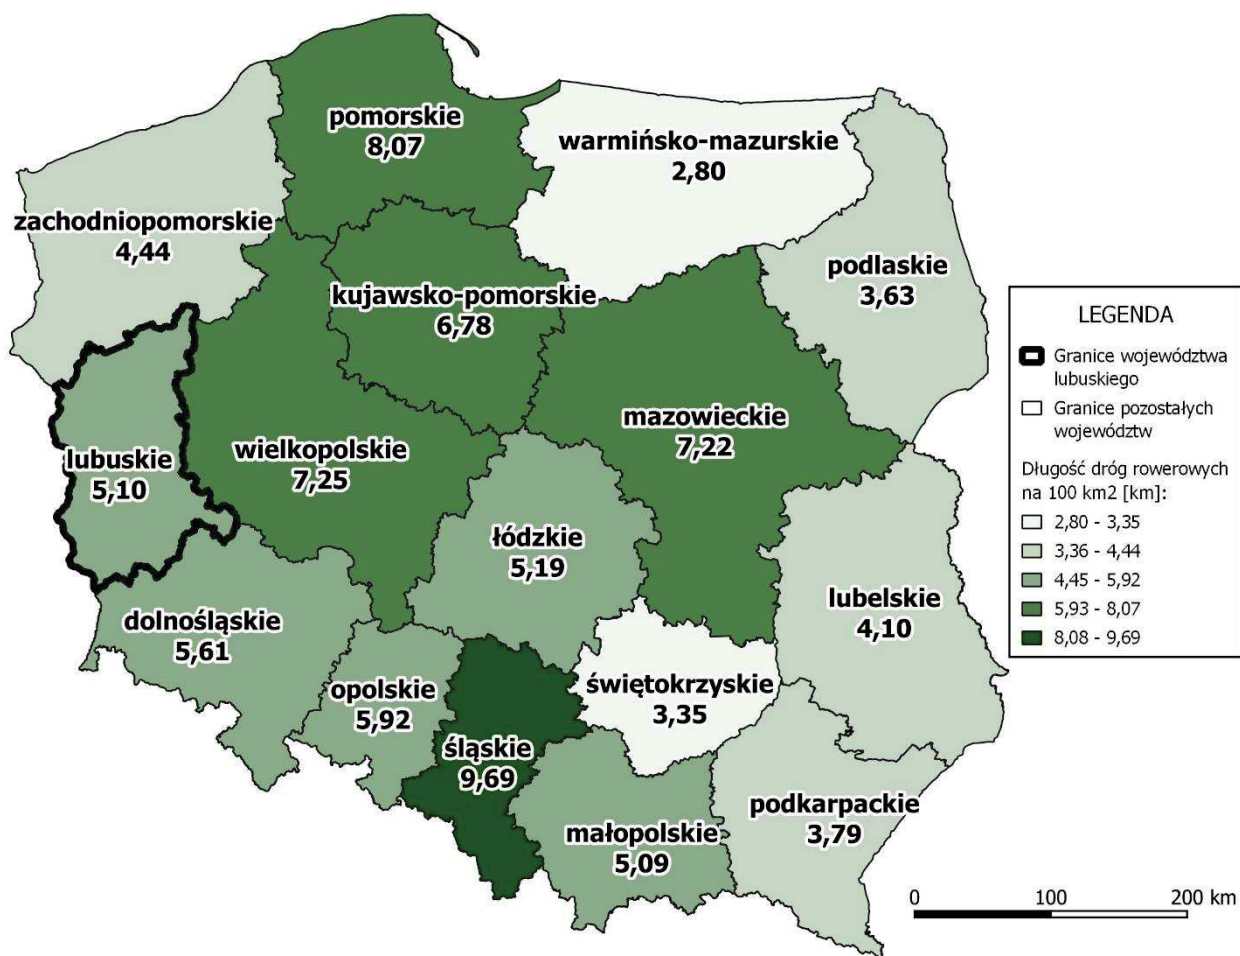 pomorskie
8,07
warmińsko-mazurskie
2,80
zachodniopomorskie
4,44
podlaskie
3,63
kujawsko-pomorskie
6,78
mazowieckie
7,22
wielkopolskie
7,25
lubuskie
5,10
łódzkie
5,19
lubelskie
4,10
dolnośląskie
5,61
opolskie
5,92
świętokrzyskie
3,35
śląskie
9,69
podkarpackie
3,79
małopolskie
5,09
LEGENDA
Granice województwa
lubuskiego
Granice pozostałych
województw
Długość dróg rowerowych
na 100 km2 [km]:
2,80 - 3,35
3,36 - 4,44
4,45 - 5,92
5,93 - 8,07
8,08 - 9,69
0 100 200 km